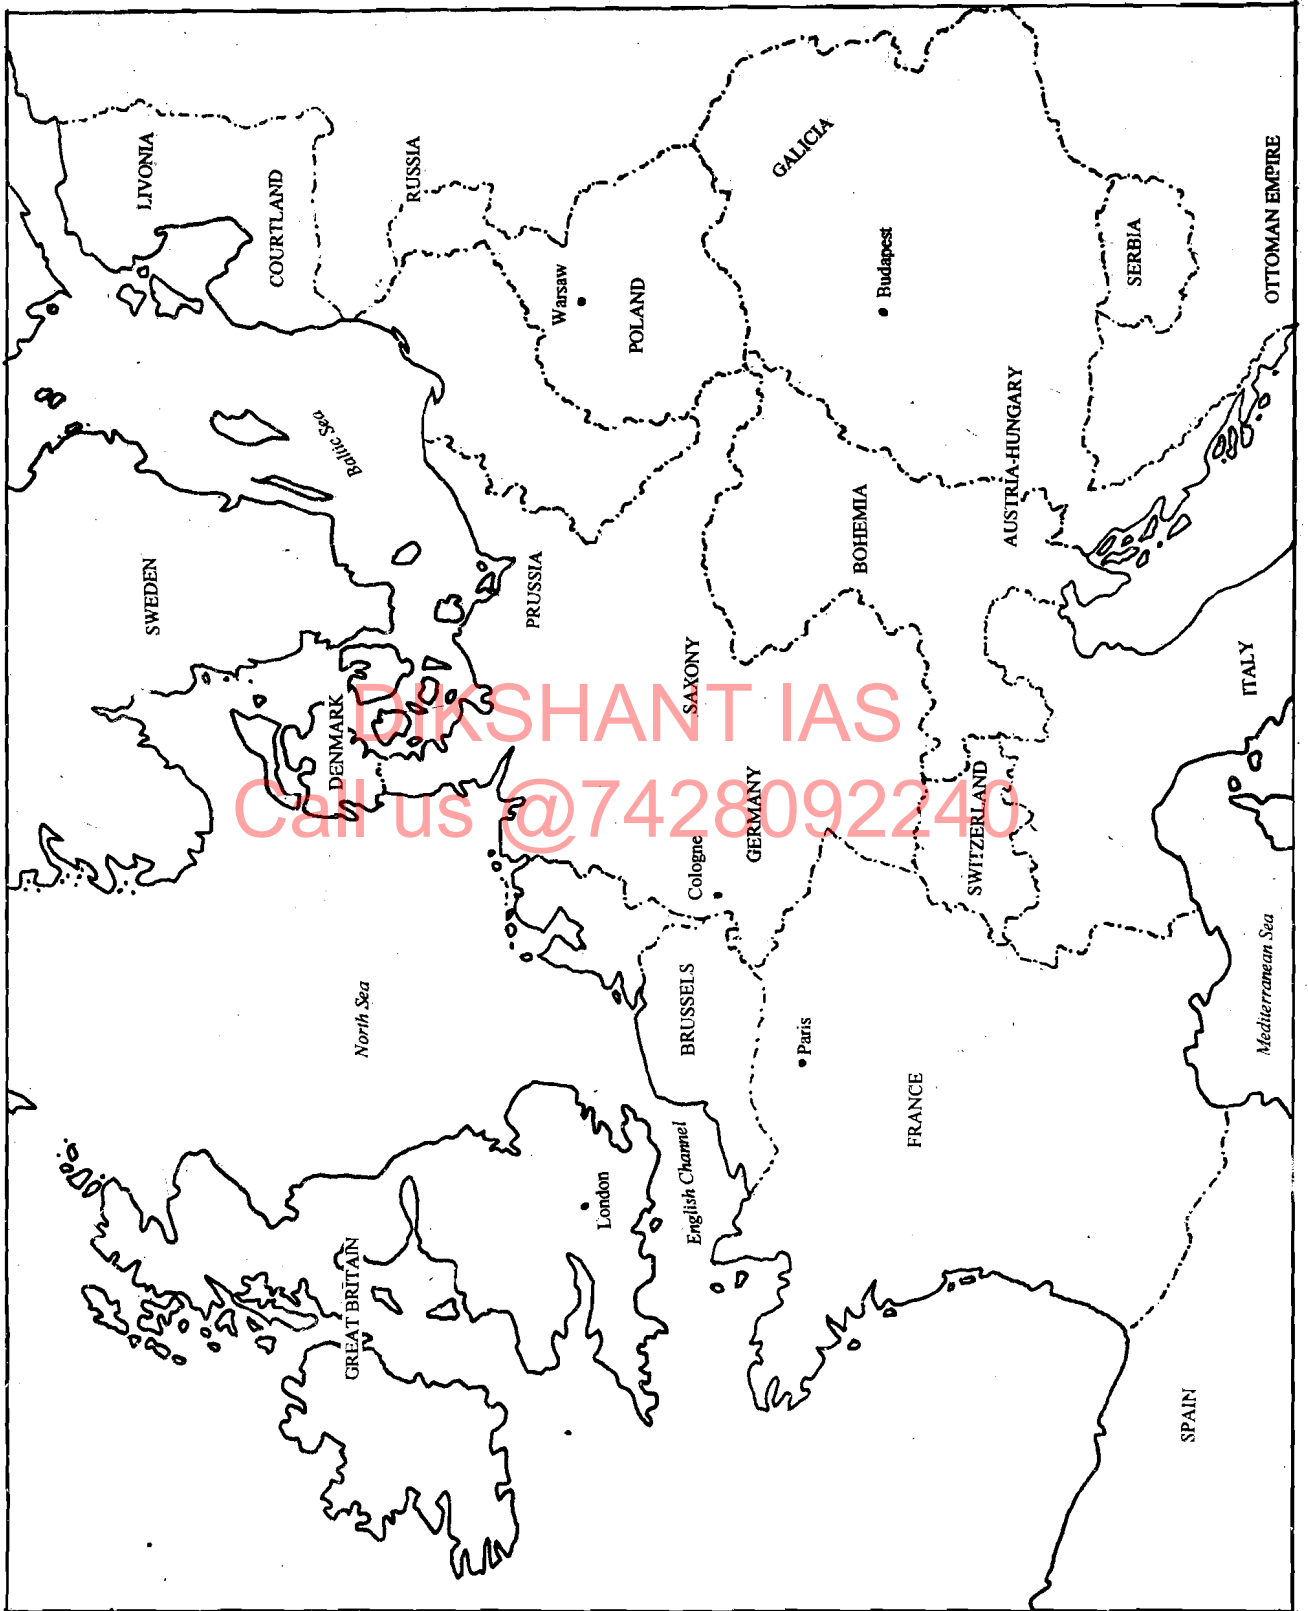 LIVONIA
COURTLAND
RUSSIA
GALICIA
OTTOMAN EMPIRE
SERBIA
Budapest
Warsaw
POLAND
Baltic Sea
AUSTRIA-HUNGARY
BOHEMIA
SWEDEN
PRUSSIA
SAXONY
ITALY
DENMARK
GERMANY
SWITZERLAND
Cologne
BRUSSELS
North Sea
Paris
Mediterranean Sea
FRANCE
English Channel
London
GREAT BRITAIN
SPAIN
DIKSHANT IAS
Call us @7428092240